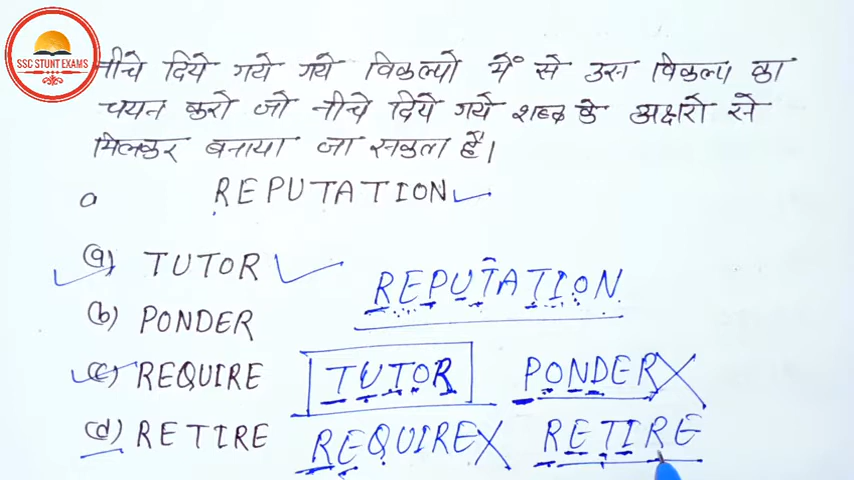 SSC STUNT EXAMS
नीचे दिये गये गये विकल्पो में से उस विकल्प का
चयन करो जो नीचे दिये गये शब्द के अक्षरो से
मिलकर बनाया जा सकता है।
a REPUTATION
(a) TUTOR
(b) PONDER
(c) REQUIRE
(d) RETIRE
REPUTATION
TUTOR PONDER
REQUIRE RETIRE